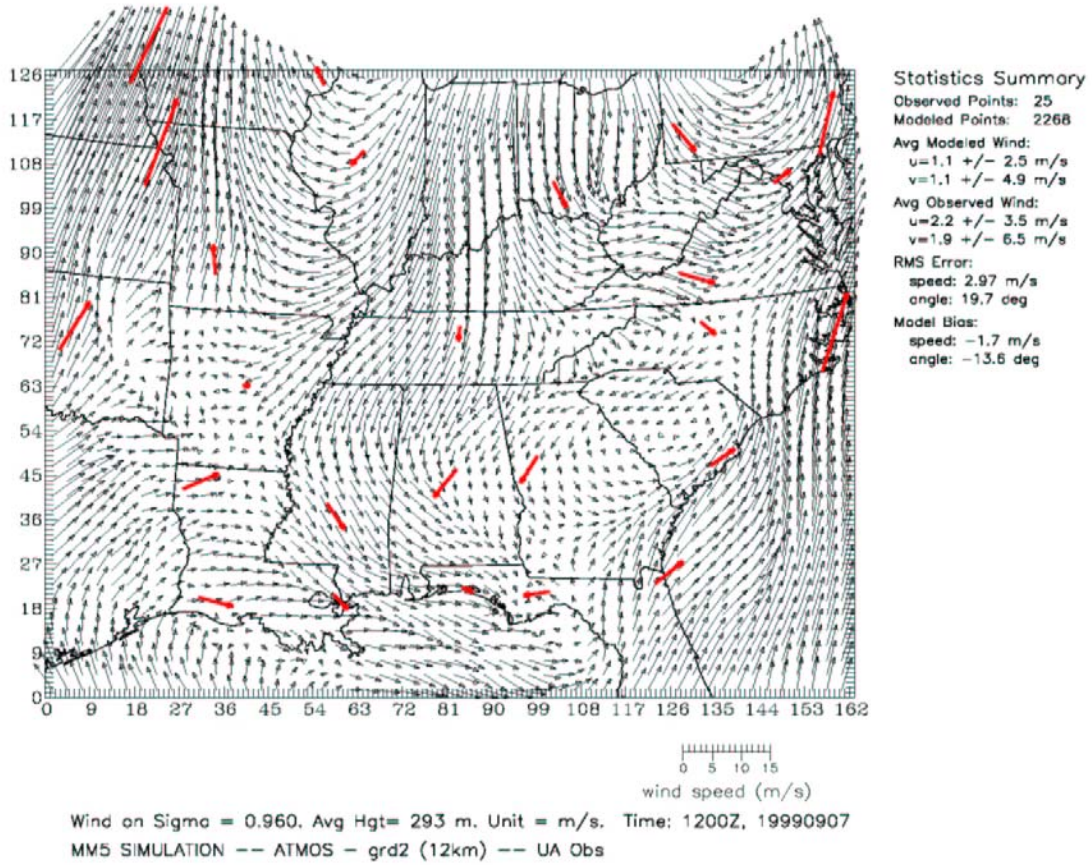 126
117
108
99
90
81
72
63
54
45
36
27
18
9
0
0 9 18 27 36 45 54 63 72 81 90 99 108 117 126 135 144 153 162
Statistics Summary
Observed Points: 25
Modeled Points: 2268
Avg Modeled Wind:
u=1.1 +/- 2.5 m/s
v=1.1 +/- 4.9 m/s
Avg Observed Wind:
u=2.2 +/- 3.5 m/s
v=1.9 +/- 6.5 m/s
RMS Error:
speed: 2.97 m/s
angle: 19.7 deg
Model Bias:
speed: -1.7 m/s
angle: -13.6 deg
0 5 10 15
wind speed (m/s)
Wind on Sigma = 0.960. Avg Hgt= 293 m. Unit = m/s. Time: 1200Z, 19990907
MM5 SIMULATION -- ATMOS - grd2 (12km) -- UA Obs